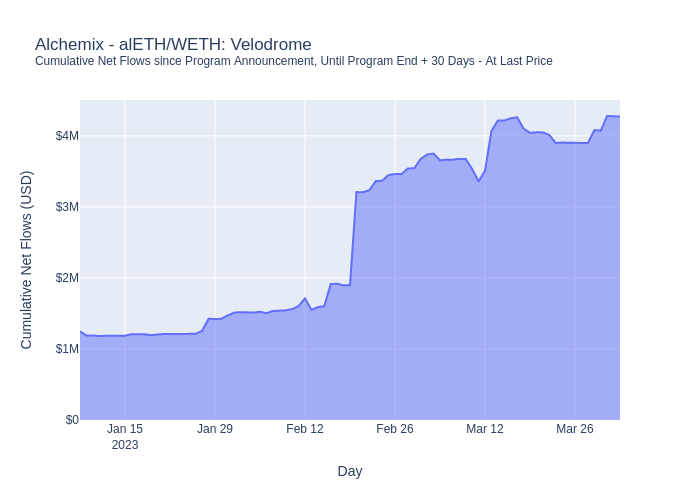 Alchemix - alETH/WETH: Velodrome
Cumulative Net Flows since Program Announcement, Until Program End + 30 Days - At Last Price
Cumulative Net Flows (USD)
$4M
$3M
$2M
$1M
$0
Jan 15
2023
Jan 29
Feb 12
Feb 26
Mar 12
Mar 26
Day